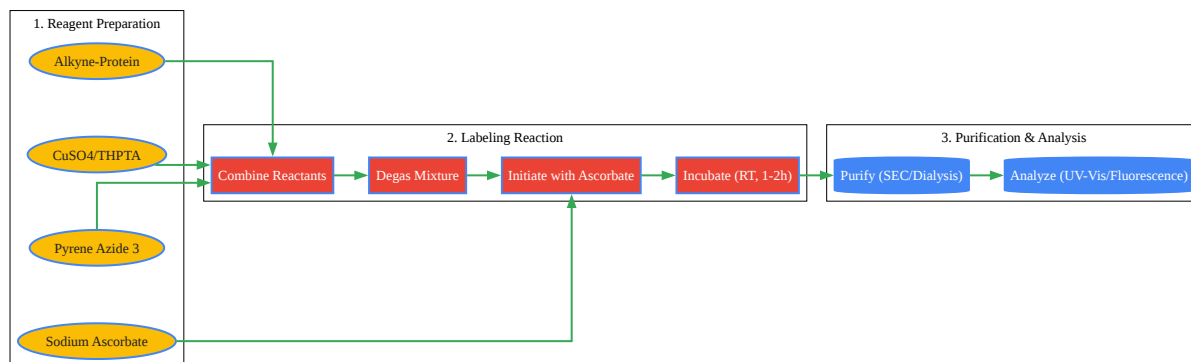 1. Reagent Preparation
Alkyne-Protein
CuSO4/THPTA
Pyrene Azide 3
Sodium Ascorbate
2. Labeling Reaction
Combine Reactants
Degas Mixture
Initiate with Ascorbate
Incubate (RT, 1-2h)
3. Purification & Analysis
Purify (SEC/Dialysis)
Analyze (UV-Vis/Fluorescence)